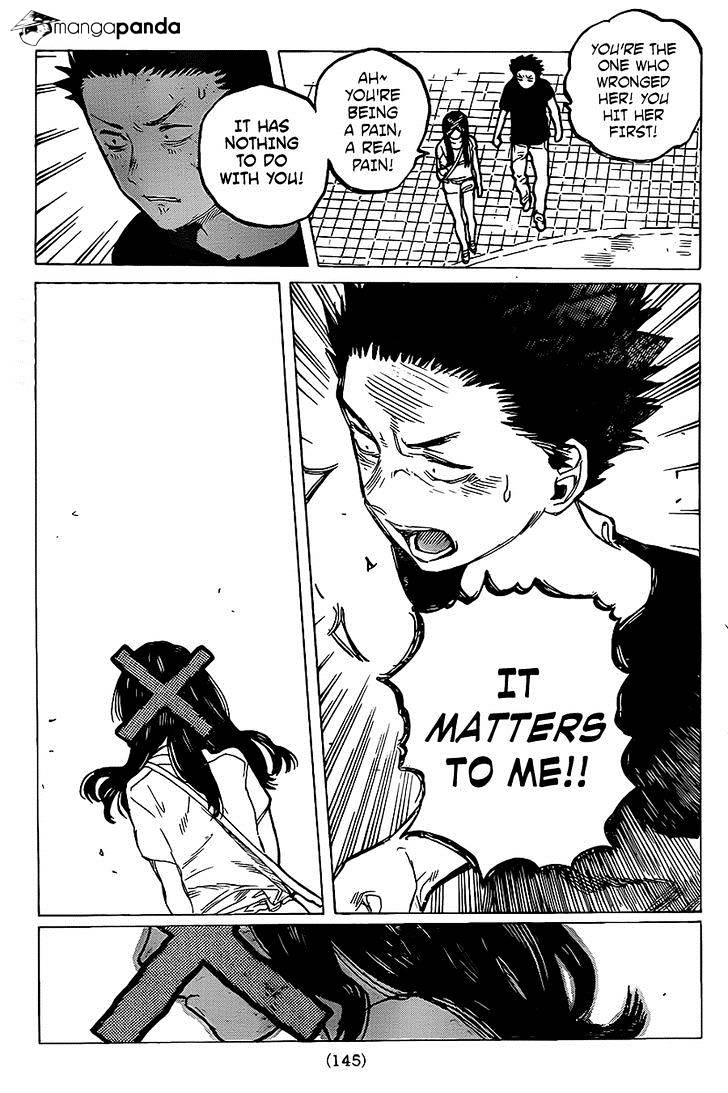 mangapanda
YOU'RE THE
ONE WHO
WRONGED
HER! YOU
HIT HER
FIRST!
AH~
YOU'RE
BEING
A PAIN,
A REAL
PAIN!
IT HAS
NOTHING
TO DO
WITH YOU!
IT
MATTERS
TO ME!!
(145)